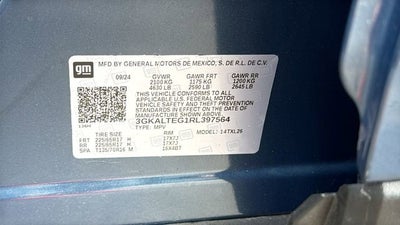 gm
MFD BY GENERAL MOTORS DE MEXICO, S. DE R.L. DE C.V.
09/24 GVWR GAWR FRT GAWR RR
2100 KG 1175 KG 1200 KG
4630 LB 2590 LB 2645 LB
THIS VEHICLE CONFORMS TO ALL
APPLICABLE U.S. FEDERAL MOTOR
VEHICLE SAFETY AND THEFT PREVENTION
STANDARDS IN EFFECT ON THE DATE OF
MANUFACTURE SHOWN ABOVE.
3GKALTEG1RL397564
TYPE: MPV MODEL: 14TXL26
TIRE SIZE RIM
FRT 225/65R17 H 17X7J
RR 225/65R17 H 17X7J
SPA T135/70R16 M 16X4BT